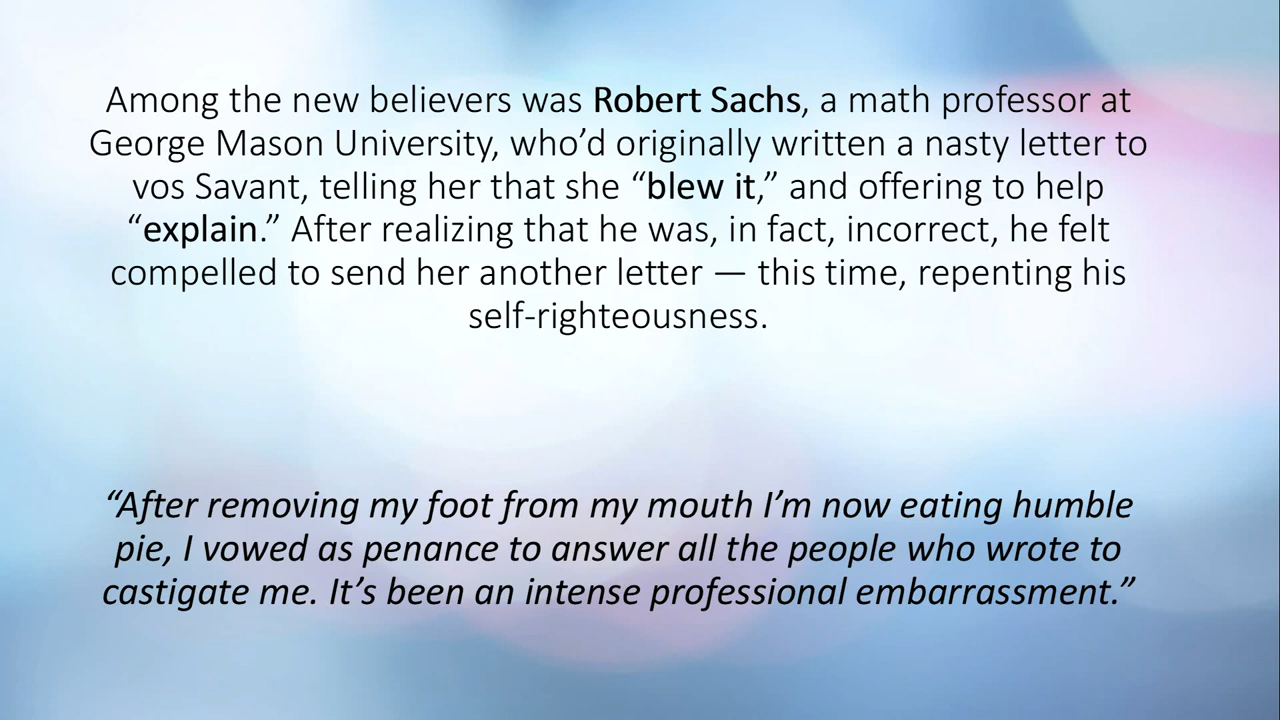 Among the new believers was Robert Sachs, a math professor at
George Mason University, who’d originally written a nasty letter to
vos Savant, telling her that she “blew it,” and offering to help
“explain.” After realizing that he was, in fact, incorrect, he felt
compelled to send her another letter — this time, repenting his
self-righteousness.
“After removing my foot from my mouth I’m now eating humble
pie, I vowed as penance to answer all the people who wrote to
castigate me. It’s been an intense professional embarrassment.”